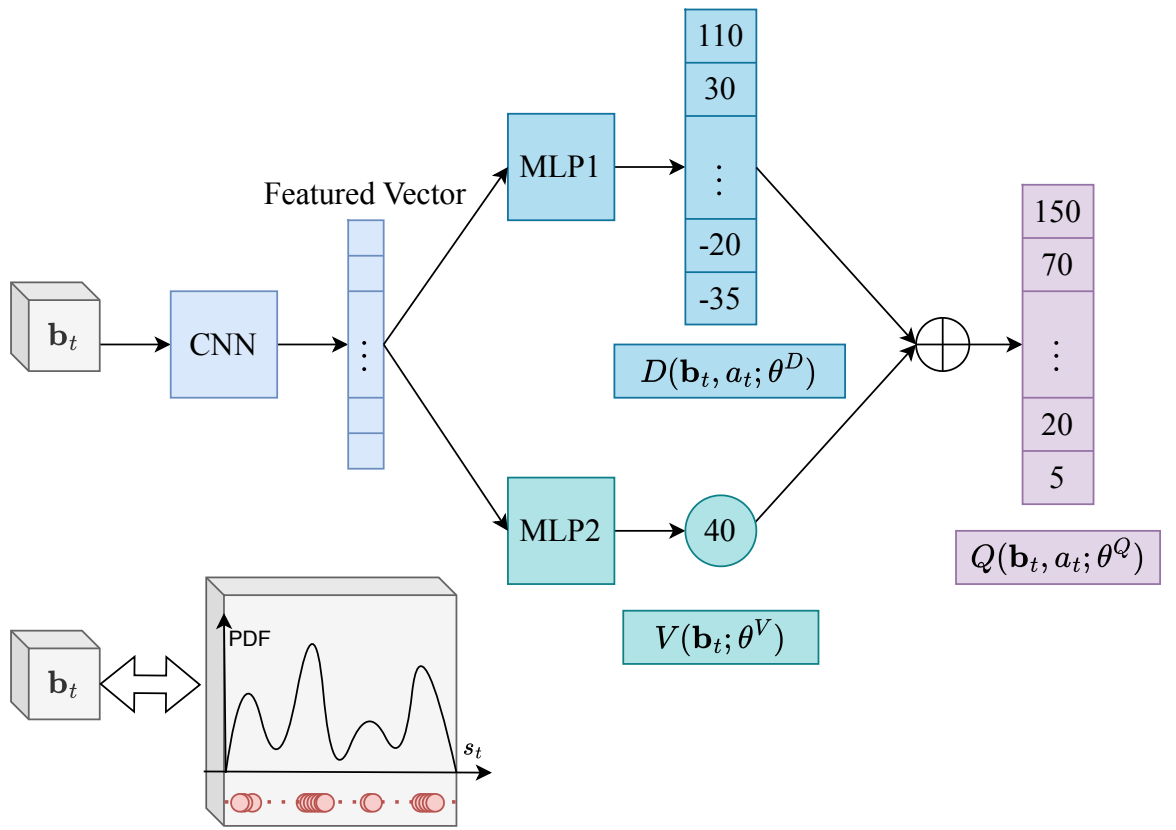 Featured Vector
b_t
CNN
⋮
MLP1
110
30
⋮
-20
-35
D(b_t, a_t; θ^D)
MLP2
40
V(b_t; θ^V)
150
70
⋮
20
5
Q(b_t, a_t; θ^Q)
b_t
PDF
s_t